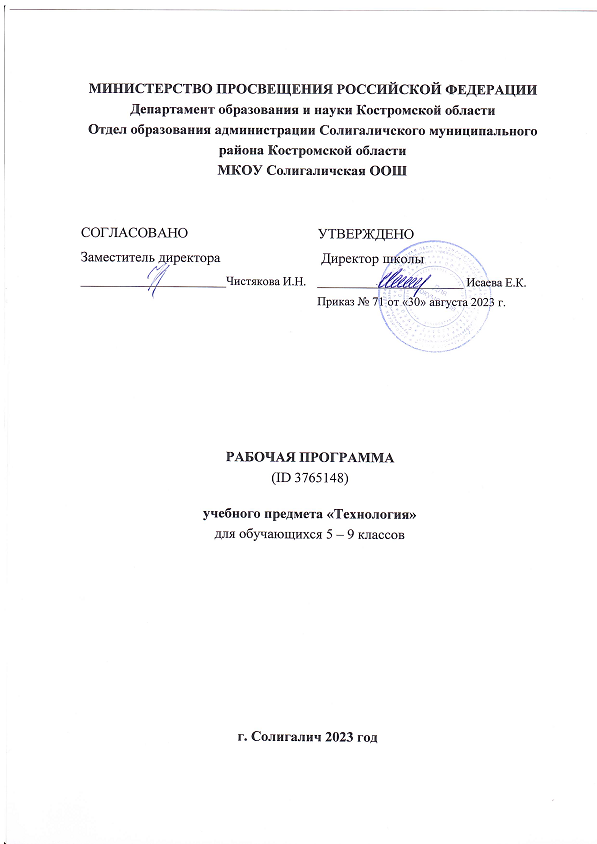 МИНИСТЕРСТВО ПРОСВЕЩЕНИЯ РОССИЙСКОЙ ФЕДЕРАЦИИ
Департамент образования и науки Костромской области
Отдел образования администрации Солигаличского муниципального
района Костромской области
МКОУ Солигаличская ООШ
СОГЛАСОВАНО
Заместитель директора
Чистякова И.Н.
УТВЕРЖДЕНО
Директор школы
Исаева Е.К.
Приказ № 71 от «30» августа 2023 г.
РАБОЧАЯ ПРОГРАММА
(ID 3765148)
учебного предмета «Технология»
для обучающихся 5 – 9 классов
г. Солигалич 2023 год